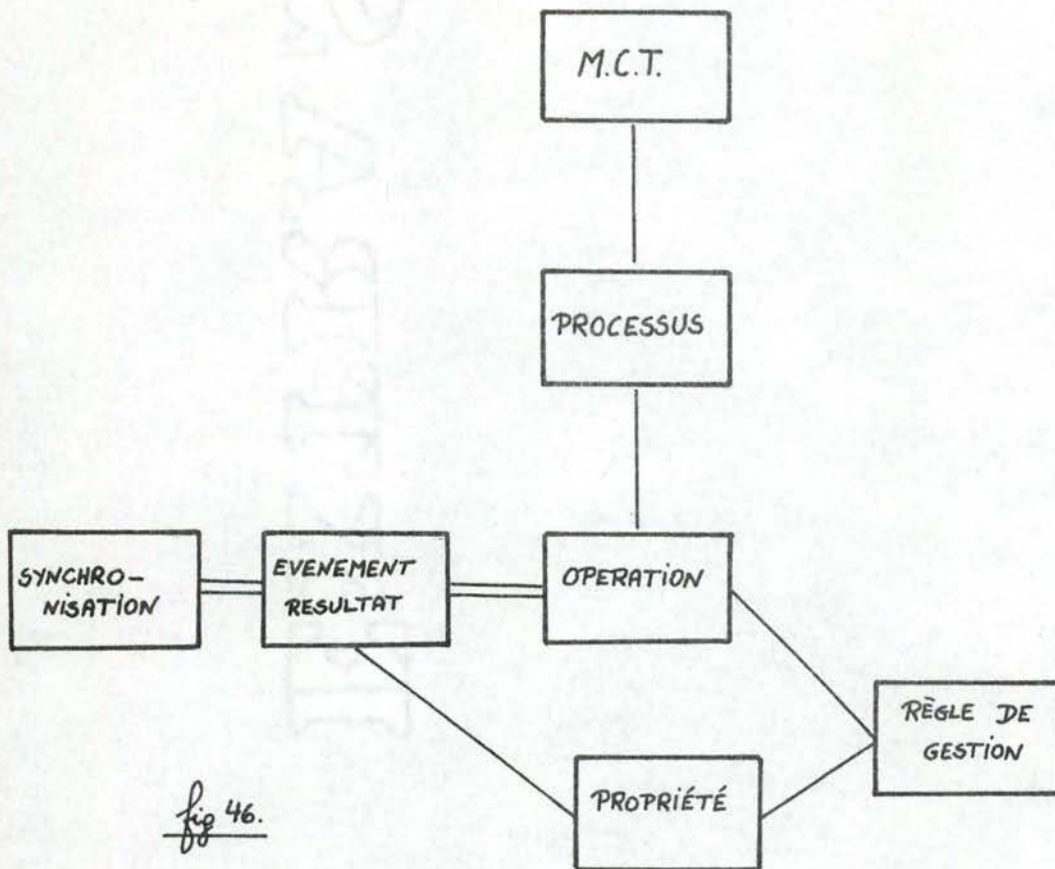 M.C.T.
PROCESSUS
SYNCHRO-
NISATION
EVENEMENT
RESULTAT
OPERATION
RÈGLE DE
GESTION
PROPRIÉTÉ
fig 46.